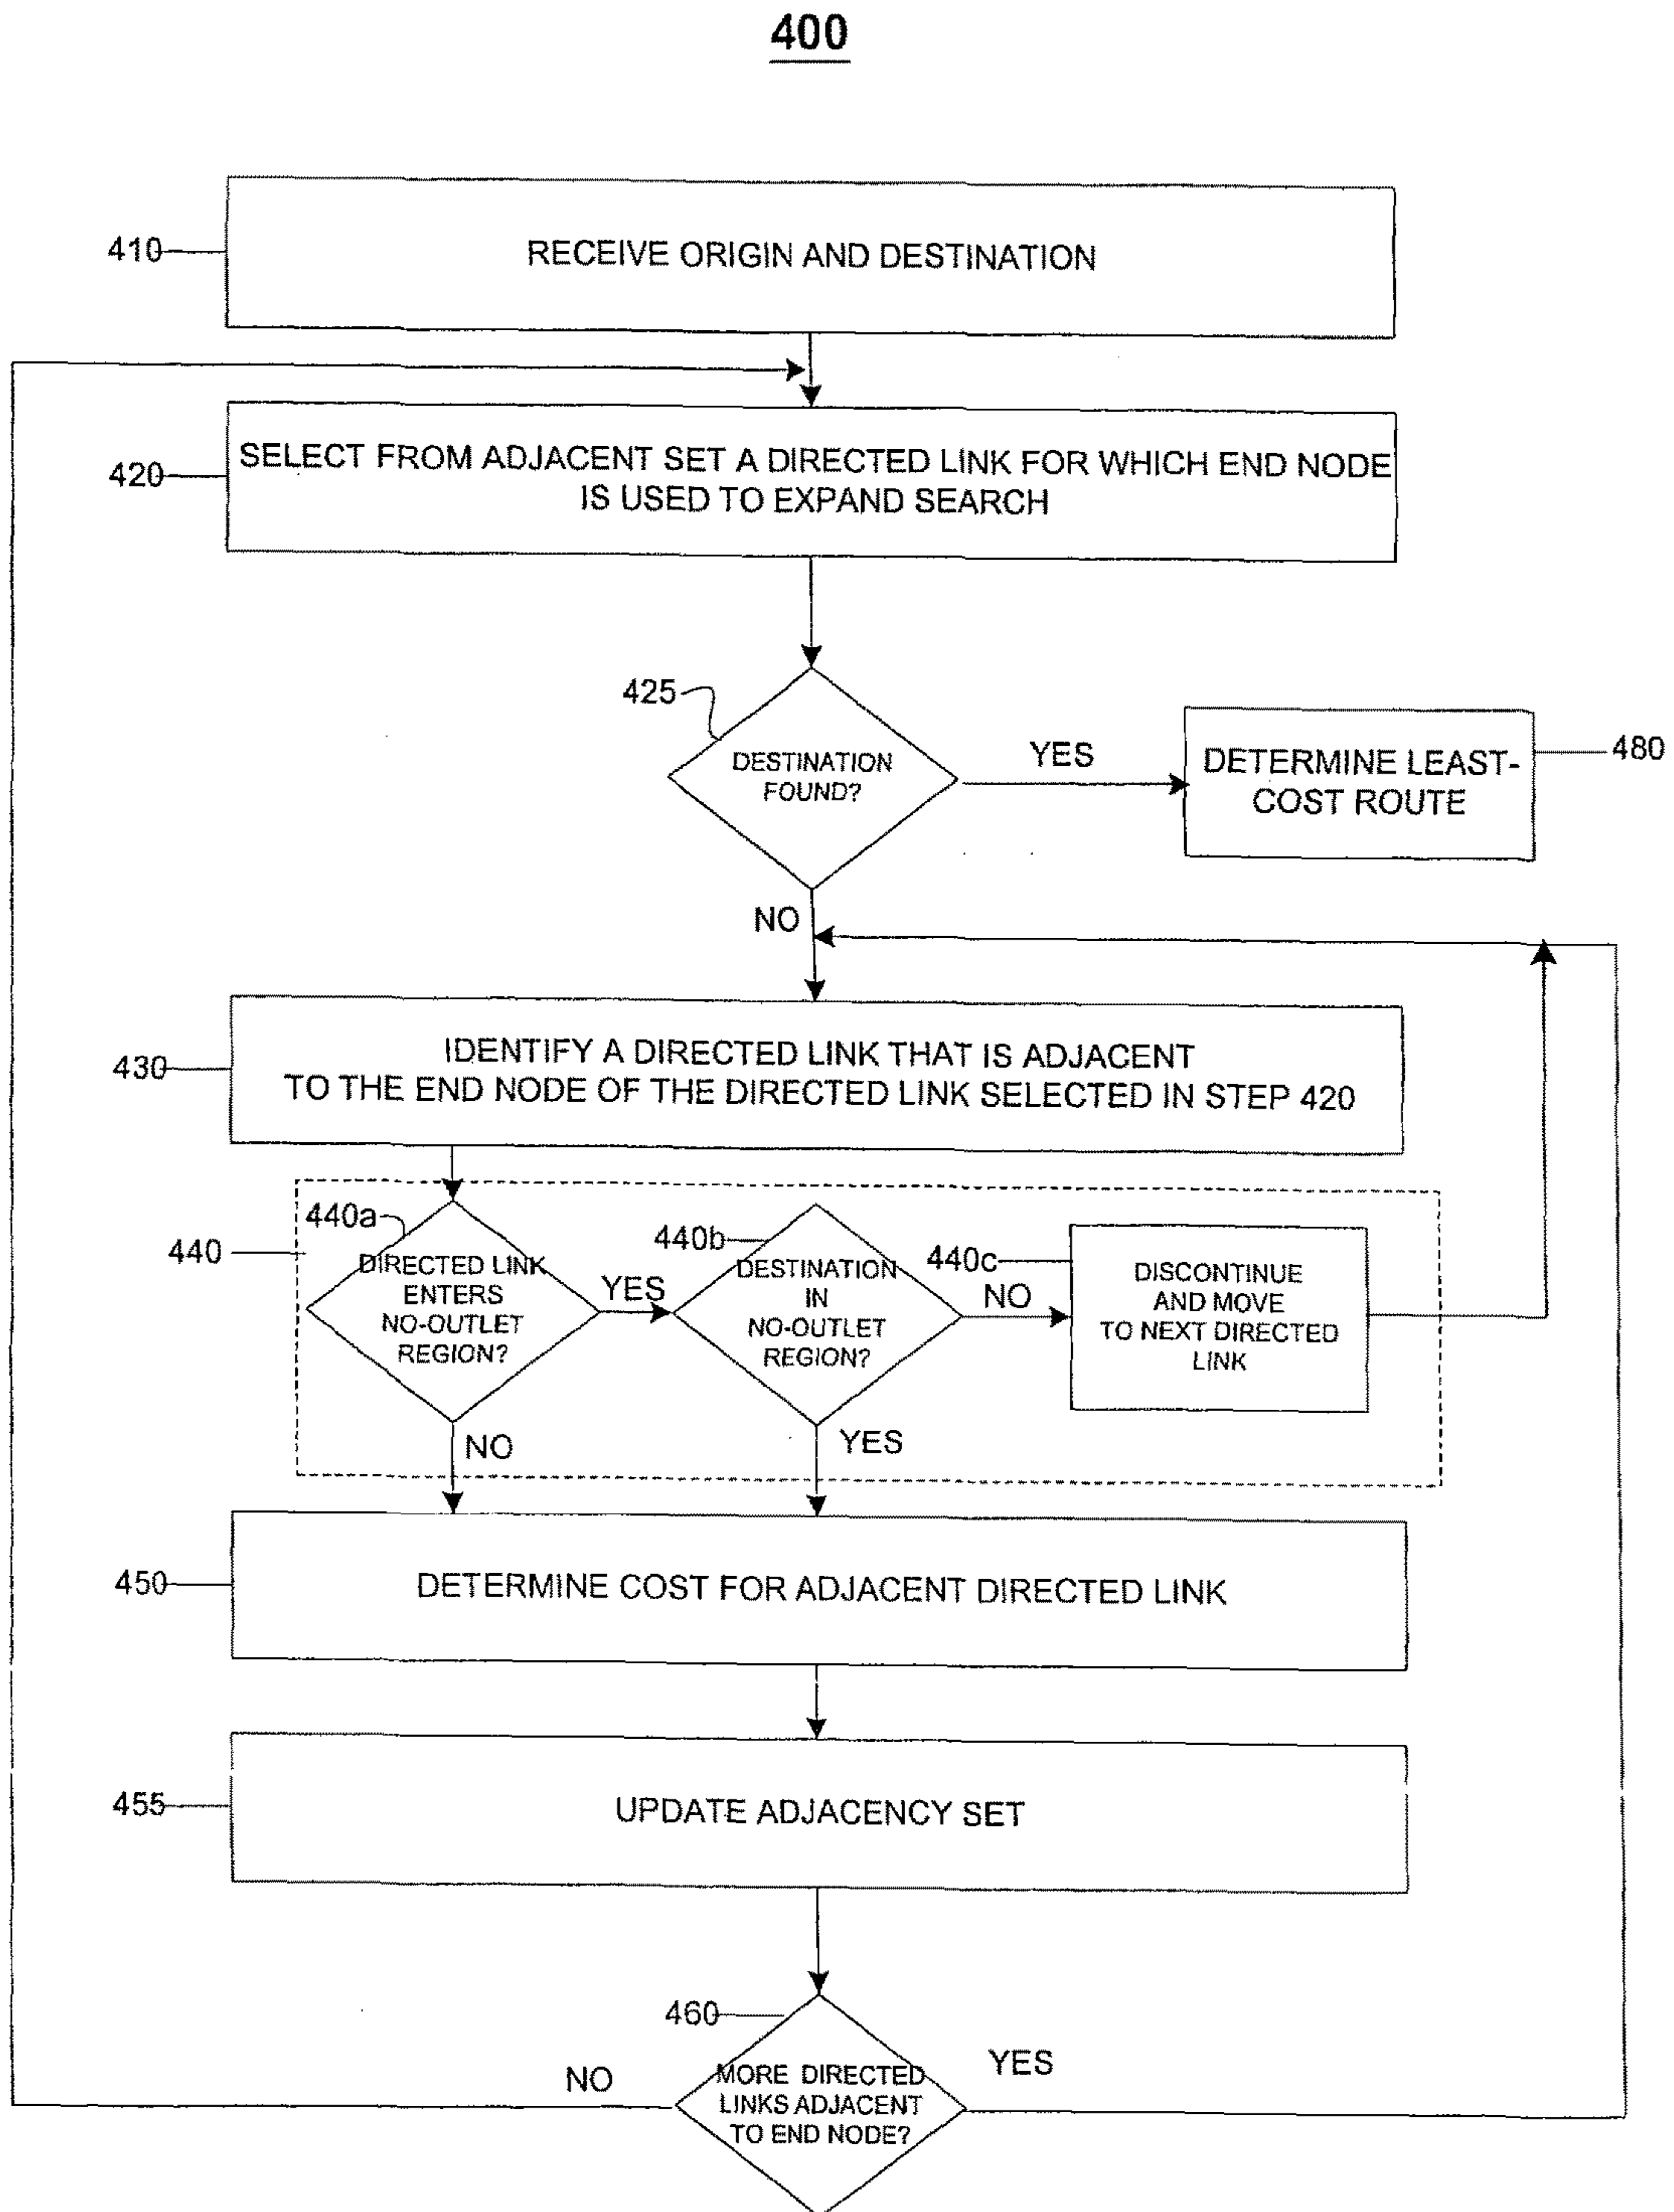 400
410
RECEIVE ORIGIN AND DESTINATION
420
SELECT FROM ADJACENT SET A DIRECTED LINK FOR WHICH END NODE
IS USED TO EXPAND SEARCH
425
DESTINATION
FOUND?
YES
DETERMINE LEAST-
COST ROUTE
480
NO
430
IDENTIFY A DIRECTED LINK THAT IS ADJACENT
TO THE END NODE OF THE DIRECTED LINK SELECTED IN STEP 420
440
440a
DIRECTED LINK
ENTERS
NO-OUTLET
REGION?
YES
NO
440b
DESTINATION
IN
NO-OUTLET
REGION?
NO
YES
440c
DISCONTINUE
AND MOVE
TO NEXT DIRECTED
LINK
450
DETERMINE COST FOR ADJACENT DIRECTED LINK
455
UPDATE ADJACENCY SET
460
NO
MORE DIRECTED
LINKS ADJACENT
TO END NODE?
YES